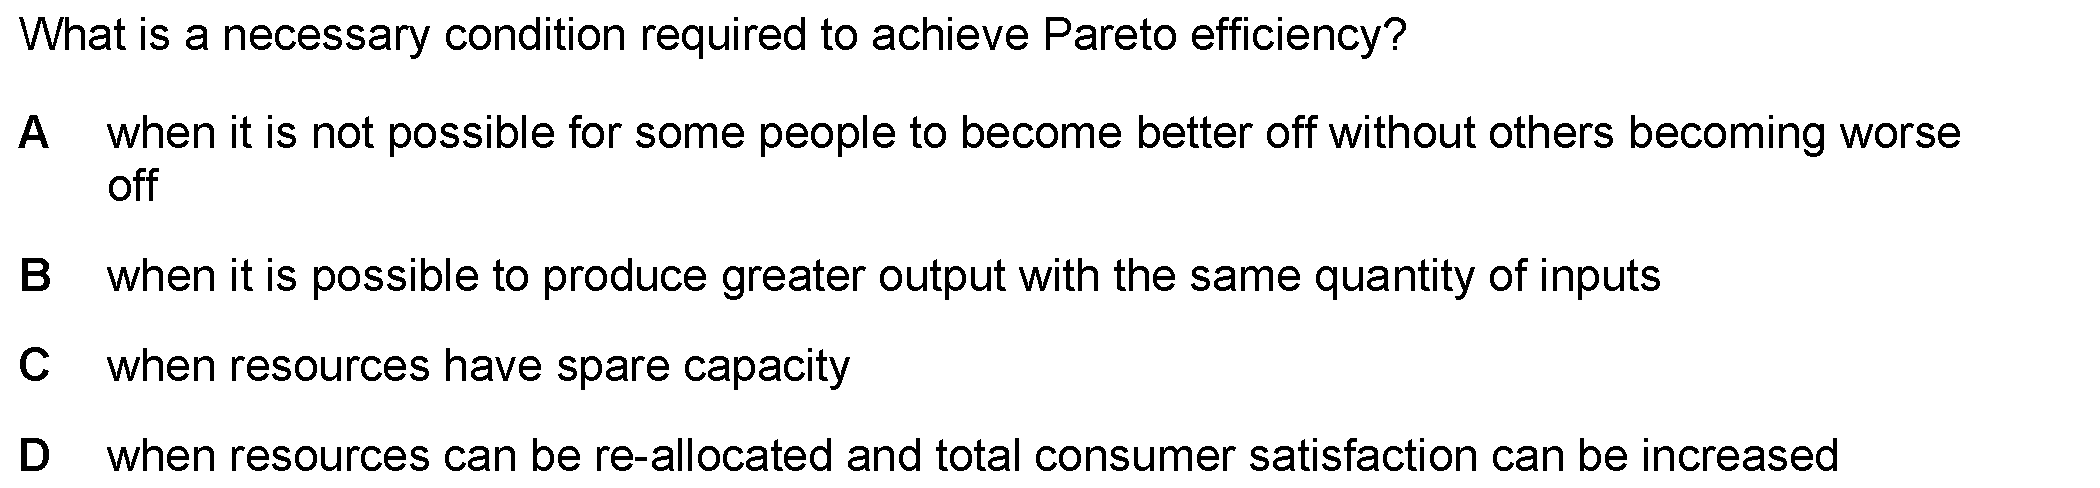 What is a necessary condition required to achieve Pareto efficiency?
A when it is not possible for some people to become better off without others becoming worse
off
B when it is possible to produce greater output with the same quantity of inputs
C when resources have spare capacity
D when resources can be re-allocated and total consumer satisfaction can be increased